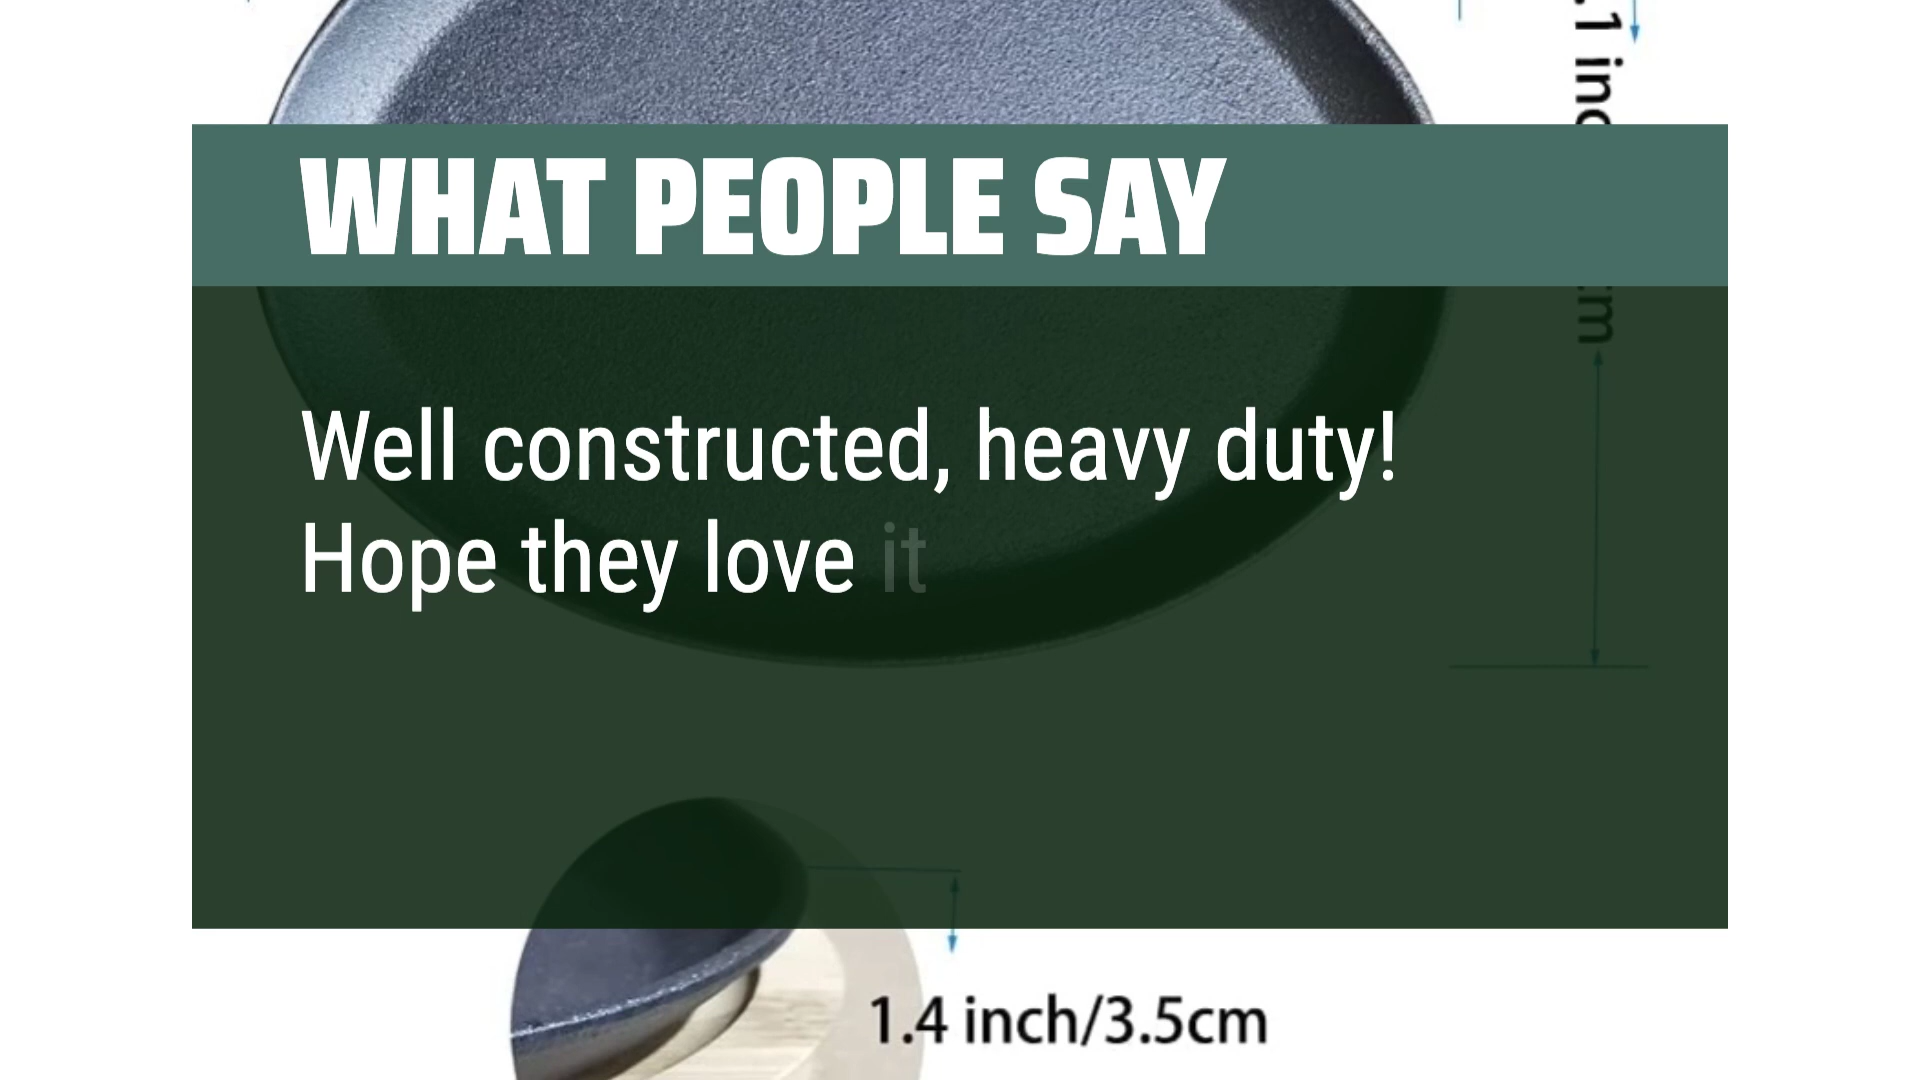 WHAT PEOPLE SAY
Well constructed, heavy duty!
Hope they love it
1.4 inch/3.5cm